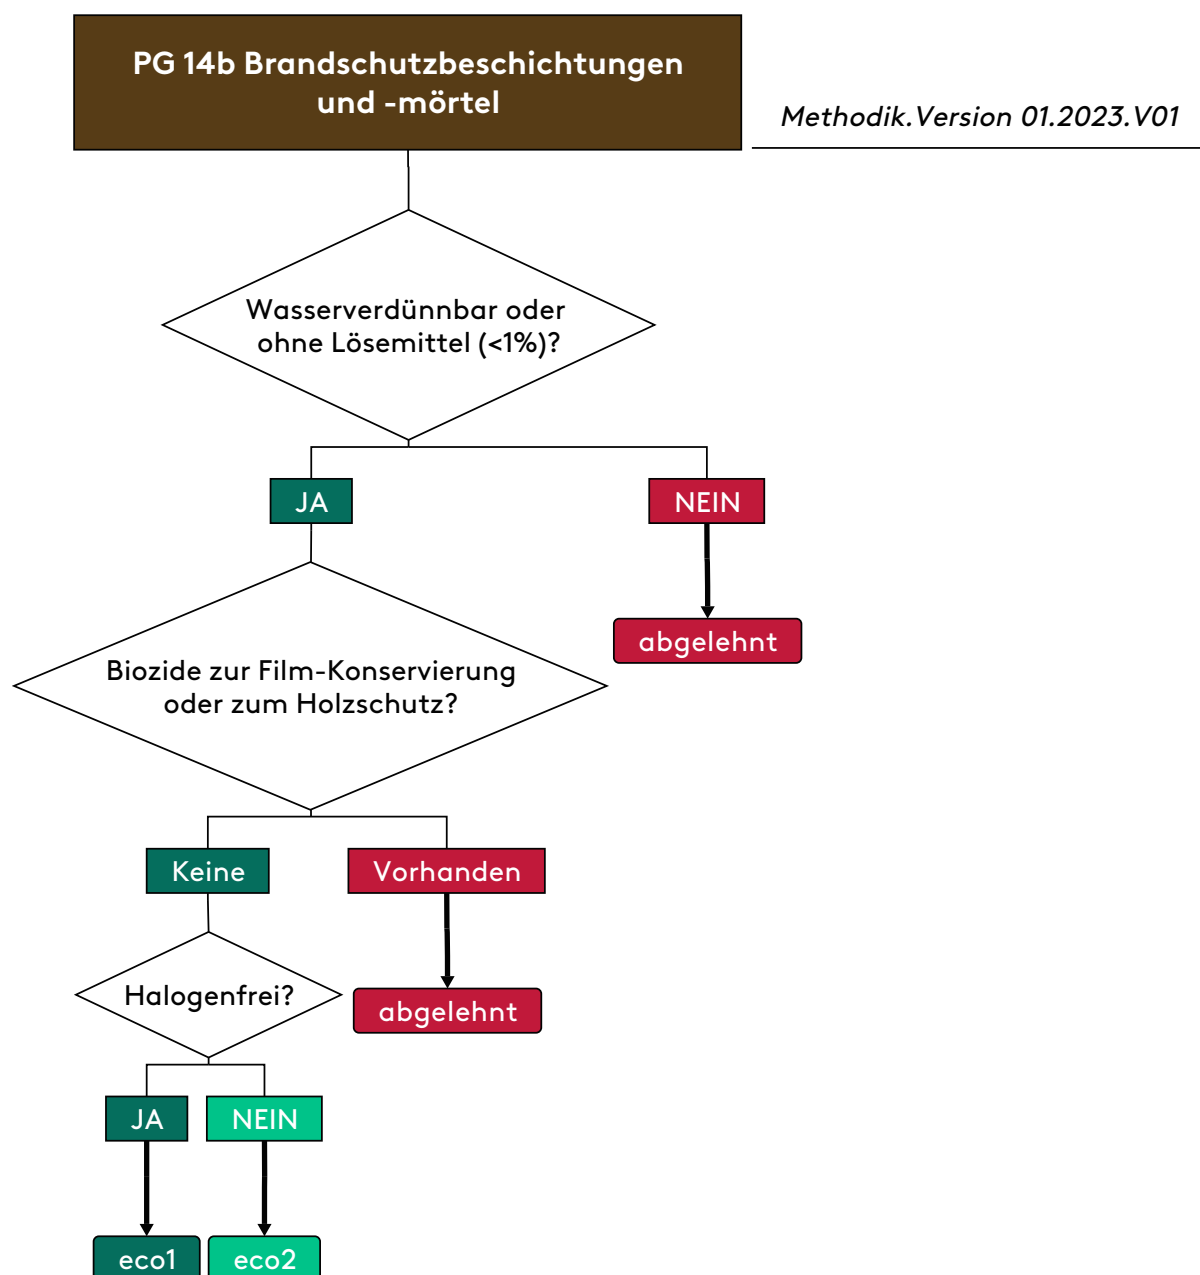 PG 14b Brandschutzbeschichtungen
und -mörtel
Methodik.Version 01.2023.V01
Wasserverdünnbar oder
ohne Lösemittel (<1%)?
JA
NEIN
abgelehnt
Biozide zur Film-Konservierung
oder zum Holzschutz?
Keine
Vorhanden
Halogenfrei?
abgelehnt
JA
NEIN
eco1
eco2